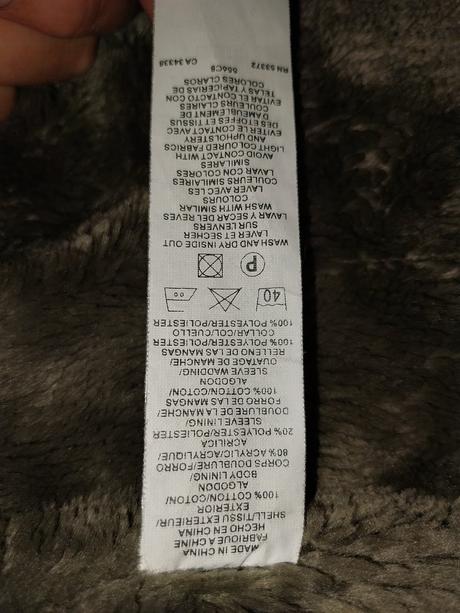 MADE IN CHINA
FABRIQUE A CHINE
HECHO EN CHINA
SHELL/TISSU EXTERIEUR/
EXTERIOR
100% COTTON/COTON/
ALGODON
BODY LINING/
CORPS DOUBLURE/FORRO
80% ACRYLIC/ACRYLIQUE/
ACRILICA
20% POLYESTER/POLIESTER
SLEEVE LINING/
DOUBLURE DE LA MANCHE/
FORRO DE LAS MANGAS
100% COTTON/COTON/
ALGODON
SLEEVE WADDING/
OUATAGE DE MANCHE/
RELLENO DE LAS MANGAS
100% POLYESTER/POLIESTER
COLLAR/COL/CUELLO
100% POLYESTER/POLIESTER
40
P
WASH AND DRY INSIDE OUT
LAVER ET SECHER
SUR L'ENVERS
LAVAR Y SECAR DEL REVES
WASH WITH SIMILAR
COLOURS
LAVER AVEC LES
COULEURS SIMILAIRES
LAVAR CON COLORES
SIMILARES
AVOID CONTACT WITH
LIGHT COLOURED FABRICS
AND UPHOLSTERY
EVITER LE CONTACT AVEC
DES ETOFFES ET TISSUS
D'AMEUBLEMENT DE
COULEURS CLAIRES
EVITAR EL CONTACTO CON
TELAS Y TAPICERIAS DE
COLORES CLAROS
RN 53372 CA 34338